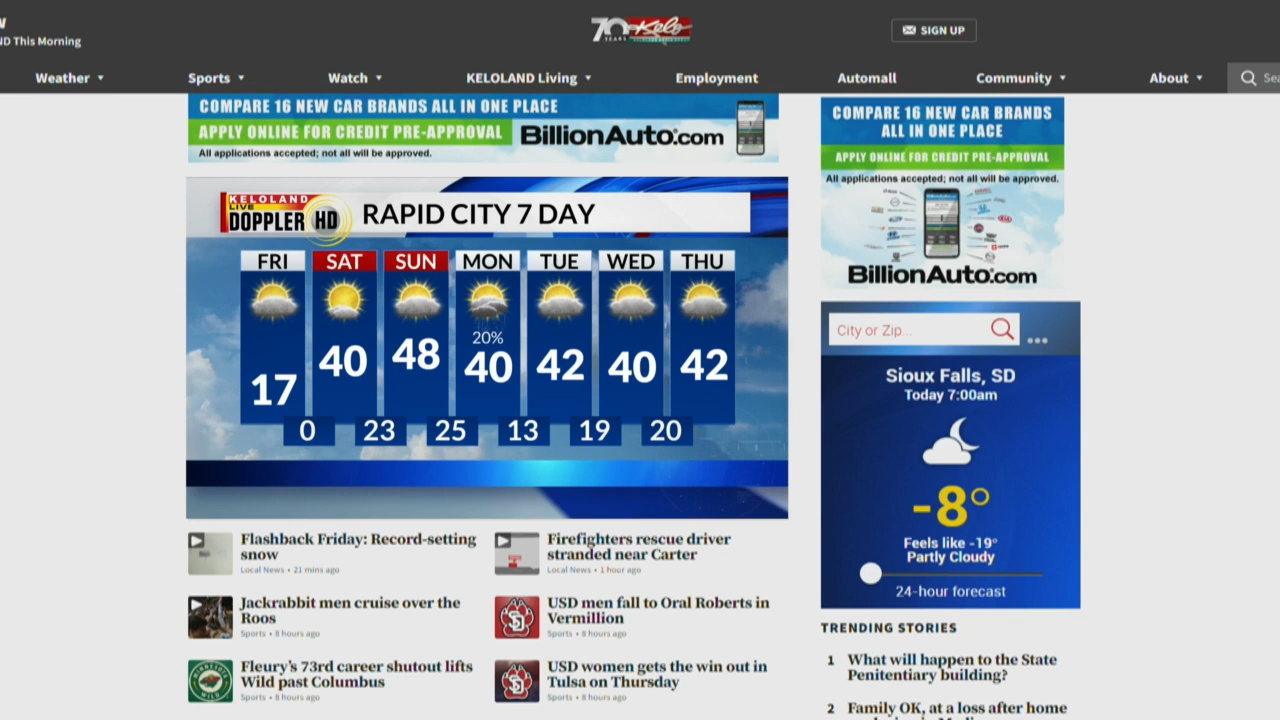 ND This Morning
70 YEARS Kelo
SIGN UP
Weather
Sports
Watch
KELOLAND Living
Employment
Automall
Community
About
COMPARE 16 NEW CAR BRANDS ALL IN ONE PLACE
APPLY ONLINE FOR CREDIT PRE-APPROVAL
BillionAuto.com
All applications accepted; not all will be approved.
COMPARE 16 NEW CAR BRANDS
ALL IN ONE PLACE
APPLY ONLINE FOR CREDIT PRE-APPROVAL
All applications accepted; not all will be approved.
BillionAuto.com
KELOLAND
LIVE
DOPPLER HD
RAPID CITY 7 DAY
FRI SAT SUN MON TUE WED THU
20%
17 40 48 40 42 40 42
0 23 25 13 19 20
City or Zip...
Sioux Falls, SD
Today 7:00am
-8°
Feels like -19°
Partly Cloudy
24-hour forecast
Flashback Friday: Record-setting
snow
Local News • 21 mins ago
Firefighters rescue driver
stranded near Carter
Local News • 1 hour ago
Jackrabbit men cruise over the
Roos
Sports • 8 hours ago
USD men fall to Oral Roberts in
Vermillion
Sports • 8 hours ago
Fleury's 73rd career shutout lifts
Wild past Columbus
Sports • 8 hours ago
USD women gets the win out in
Tulsa on Thursday
Sports • 8 hours ago
TRENDING STORIES
1 What will happen to the State
Penitentiary building?
2 Family OK, at a loss after home